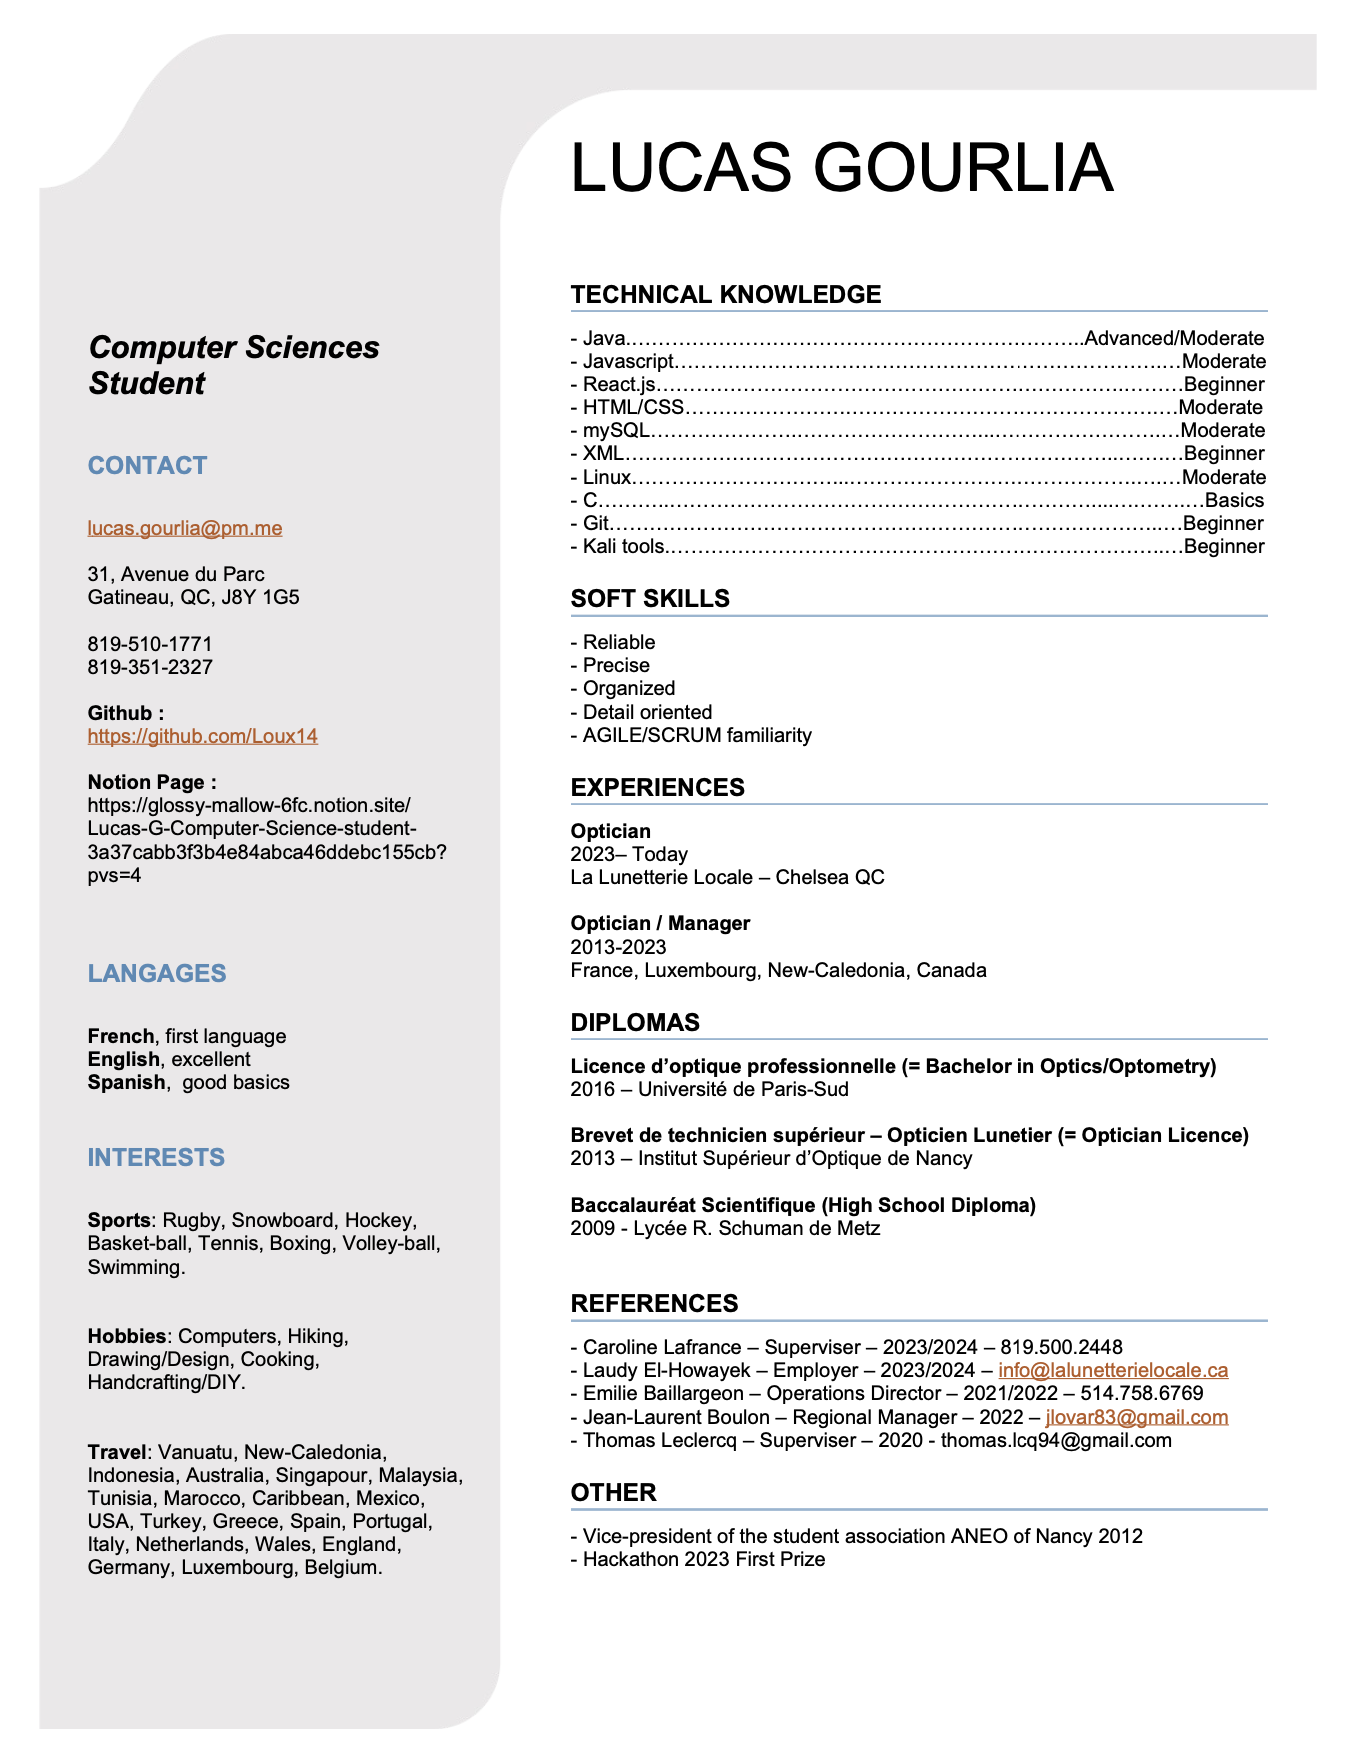 LUCAS GOURLIA
Computer Sciences
Student
CONTACT
lucas.gourlia@pm.me
31, Avenue du Parc
Gatineau, QC, J8Y 1G5
819-510-1771
819-351-2327
Github :
https://github.com/Loux14
Notion Page :
https://glossy-mallow-6fc.notion.site/
Lucas-G-Computer-Science-student-
3a37cabb3f3b4e84abca46ddebc155cb?
pvs=4
LANGAGES
French, first language
English, excellent
Spanish,  good basics
INTERESTS
Sports: Rugby, Snowboard, Hockey,
Basket-ball, Tennis, Boxing, Volley-ball,
Swimming.
Hobbies: Computers, Hiking,
Drawing/Design, Cooking,
Handcrafting/DIY.
Travel: Vanuatu, New-Caledonia,
Indonesia, Australia, Singapour, Malaysia,
Tunisia, Marocco, Caribbean, Mexico,
USA, Turkey, Greece, Spain, Portugal,
Italy, Netherlands, Wales, England,
Germany, Luxembourg, Belgium.
TECHNICAL KNOWLEDGE
- Java……………………………………………………………………..Advanced/Moderate
- Javascript……………………………………………………………………….…Moderate
- React.js……………………………………………………………………….………Beginner
- HTML/CSS…………………………………………………………………….…Moderate
- mySQL…………………………………………………………………………….…Moderate
- XML…………………………………………………………………………..………Beginner
- Linux……………………………………………………………………………….…Moderate
- C………………………………………………………………………………….…Basics
- Git…………………………………………………………………………………..…Beginner
- Kali tools……………………………………………………………………………..…Beginner
SOFT SKILLS
- Reliable
- Precise
- Organized
- Detail oriented
- AGILE/SCRUM familiarity
EXPERIENCES
Optician
2023– Today
La Lunetterie Locale – Chelsea QC
Optician / Manager
2013-2023
France, Luxembourg, New-Caledonia, Canada
DIPLOMAS
Licence d’optique professionnelle (= Bachelor in Optics/Optometry)
2016 – Université de Paris-Sud
Brevet de technicien supérieur – Opticien Lunetier (= Optician Licence)
2013 – Institut Supérieur d’Optique de Nancy
Baccalauréat Scientifique (High School Diploma)
2009 - Lycée R. Schuman de Metz
REFERENCES
- Caroline Lafrance – Superviser – 2023/2024 – 819.500.2448
- Laudy El-Howayek – Employer – 2023/2024 – info@lalunetterielocale.ca
- Emilie Baillargeon – Operations Director – 2021/2022 – 514.758.6769
- Jean-Laurent Boulon – Regional Manager – 2022 – jlovar83@gmail.com
- Thomas Leclercq – Superviser – 2020 - thomas.lcq94@gmail.com
OTHER
- Vice-president of the student association ANEO of Nancy 2012
- Hackathon 2023 First Prize